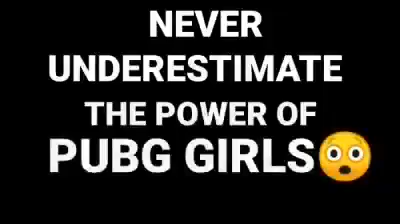 NEVER
UNDERESTIMATE
THE POWER OF
PUBG GIRLS😲